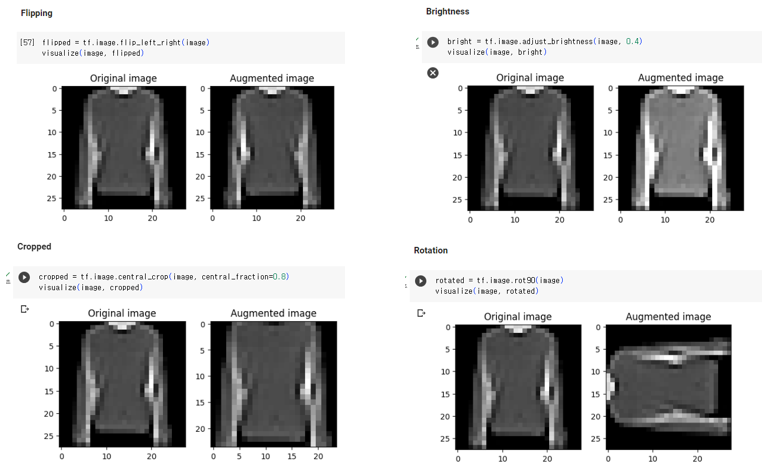 Flipping
[57] flipped = tf.image.flip_left_right(image)
visualize(image, flipped)
Original image Augmented image
0 0
5 5
10 10
15 15
20 20
25 25
0 10 20 0 10 20
Brightness
bright = tf.image.adjust_brightness(image, 0.4)
visualize(image, bright)
Original image Augmented image
0 0
5 5
10 10
15 15
20 20
25 25
0 10 20 0 10 20
Cropped
cropped = tf.image.central_crop(image, central_fraction=0.8)
visualize(image, cropped)
Original image Augmented image
0 0
5 5
10 10
15 15
20 20
25
0 10 20 0 5 10 15 20
Rotation
rotated = tf.image.rot90(image)
visualize(image, rotated)
Original image Augmented image
0 0
5 5
10 10
15 15
20 20
25 25
0 10 20 0 10 20